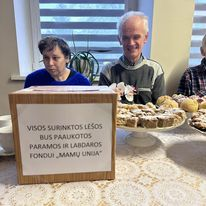 VISOS SURINKTOS LĖŠOS
BUS PAAUKOTOS
PARAMOS IR LABDAROS
FONDUI „MAMŲ UNIJA”